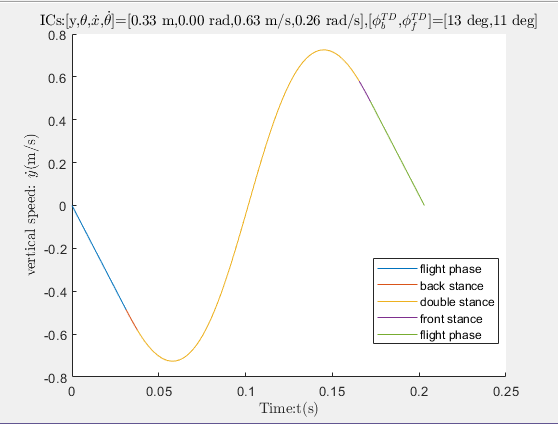 ICs:[y,θ,ẋ,θ̇]=[0.33 m,0.00 rad,0.63 m/s,0.26 rad/s],[ϕ_b^TD,ϕ_f^TD]=[13 deg,11 deg]
0.8
0.6
0.4
0.2
0
-0.2
-0.4
-0.6
-0.8
vertical speed: ẏ(m/s)
flight phase
back stance
double stance
front stance
flight phase
0 0.05 0.1 0.15 0.2 0.25
Time:t(s)